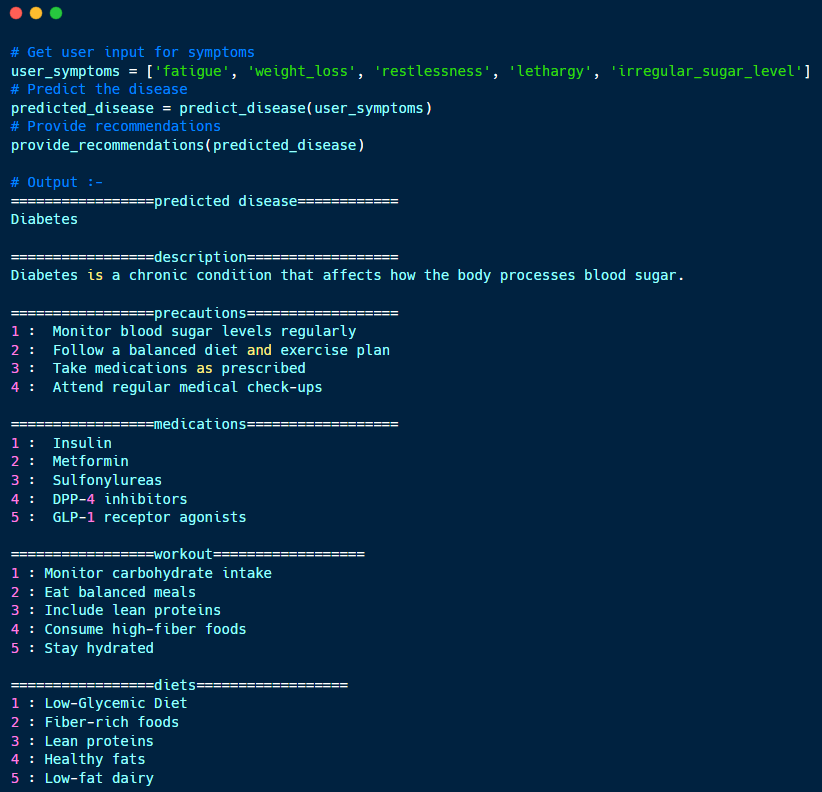 # Get user input for symptoms
user_symptoms = ['fatigue', 'weight_loss', 'restlessness', 'lethargy', 'irregular_sugar_level']
# Predict the disease
predicted_disease = predict_disease(user_symptoms)
# Provide recommendations
provide_recommendations(predicted_disease)
# Output :-
=================predicted disease============
Diabetes
=================description==================
Diabetes is a chronic condition that affects how the body processes blood sugar.
=================precautions==================
1 :  Monitor blood sugar levels regularly
2 :  Follow a balanced diet and exercise plan
3 :  Take medications as prescribed
4 :  Attend regular medical check-ups
=================medications==================
1 :  Insulin
2 :  Metformin
3 :  Sulfonylureas
4 :  DPP-4 inhibitors
5 :  GLP-1 receptor agonists
=================workout==================
1 : Monitor carbohydrate intake
2 : Eat balanced meals
3 : Include lean proteins
4 : Consume high-fiber foods
5 : Stay hydrated
=================diets==================
1 : Low-Glycemic Diet
2 : Fiber-rich foods
3 : Lean proteins
4 : Healthy fats
5 : Low-fat dairy